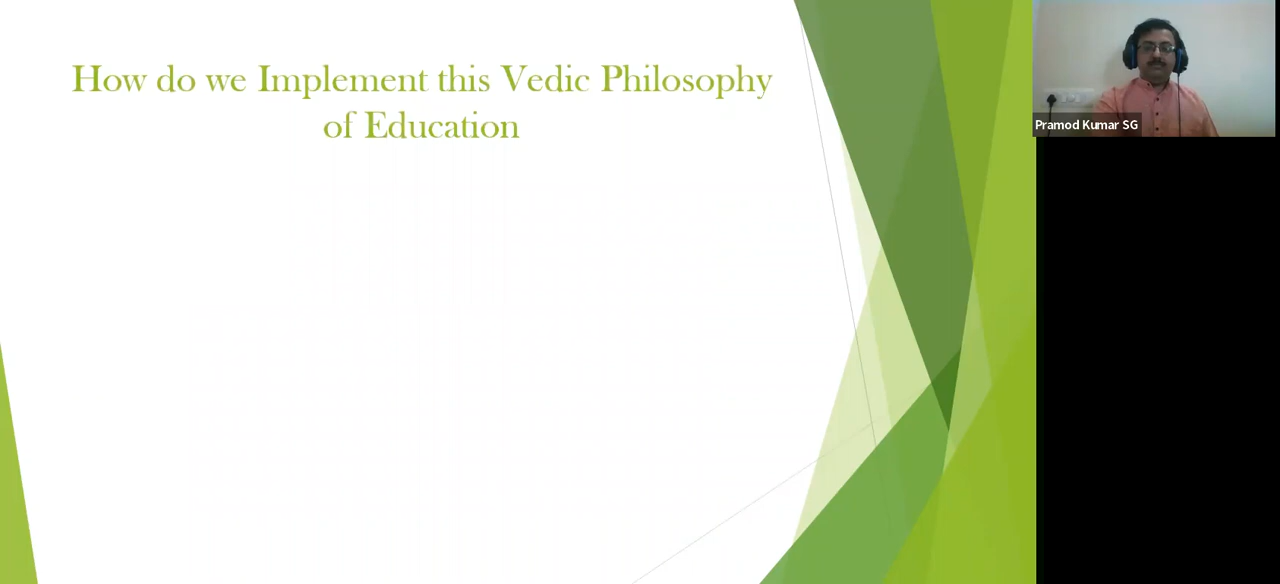 How do we Implement this Vedic Philosophy
of Education
Pramod Kumar SG